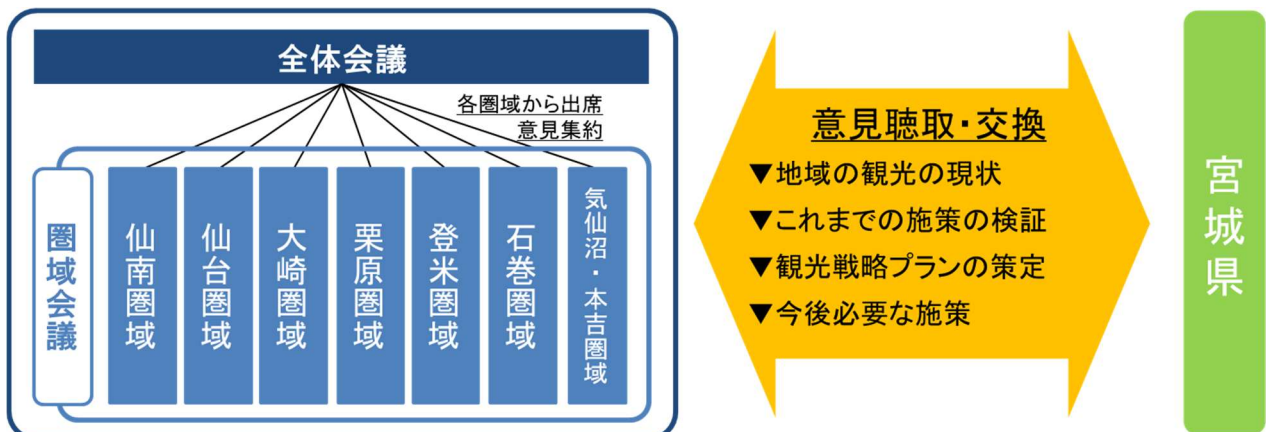 全体会議
各圏域から出席
意見集約
圏域会議
仙南圏域
仙台圏域
大崎圏域
栗原圏域
登米圏域
石巻圏域
気仙沼・本吉圏域
意見聴取・交換
▼地域の観光の現状
▼これまでの施策の検証
▼観光戦略プランの策定
▼今後必要な施策
宮城県